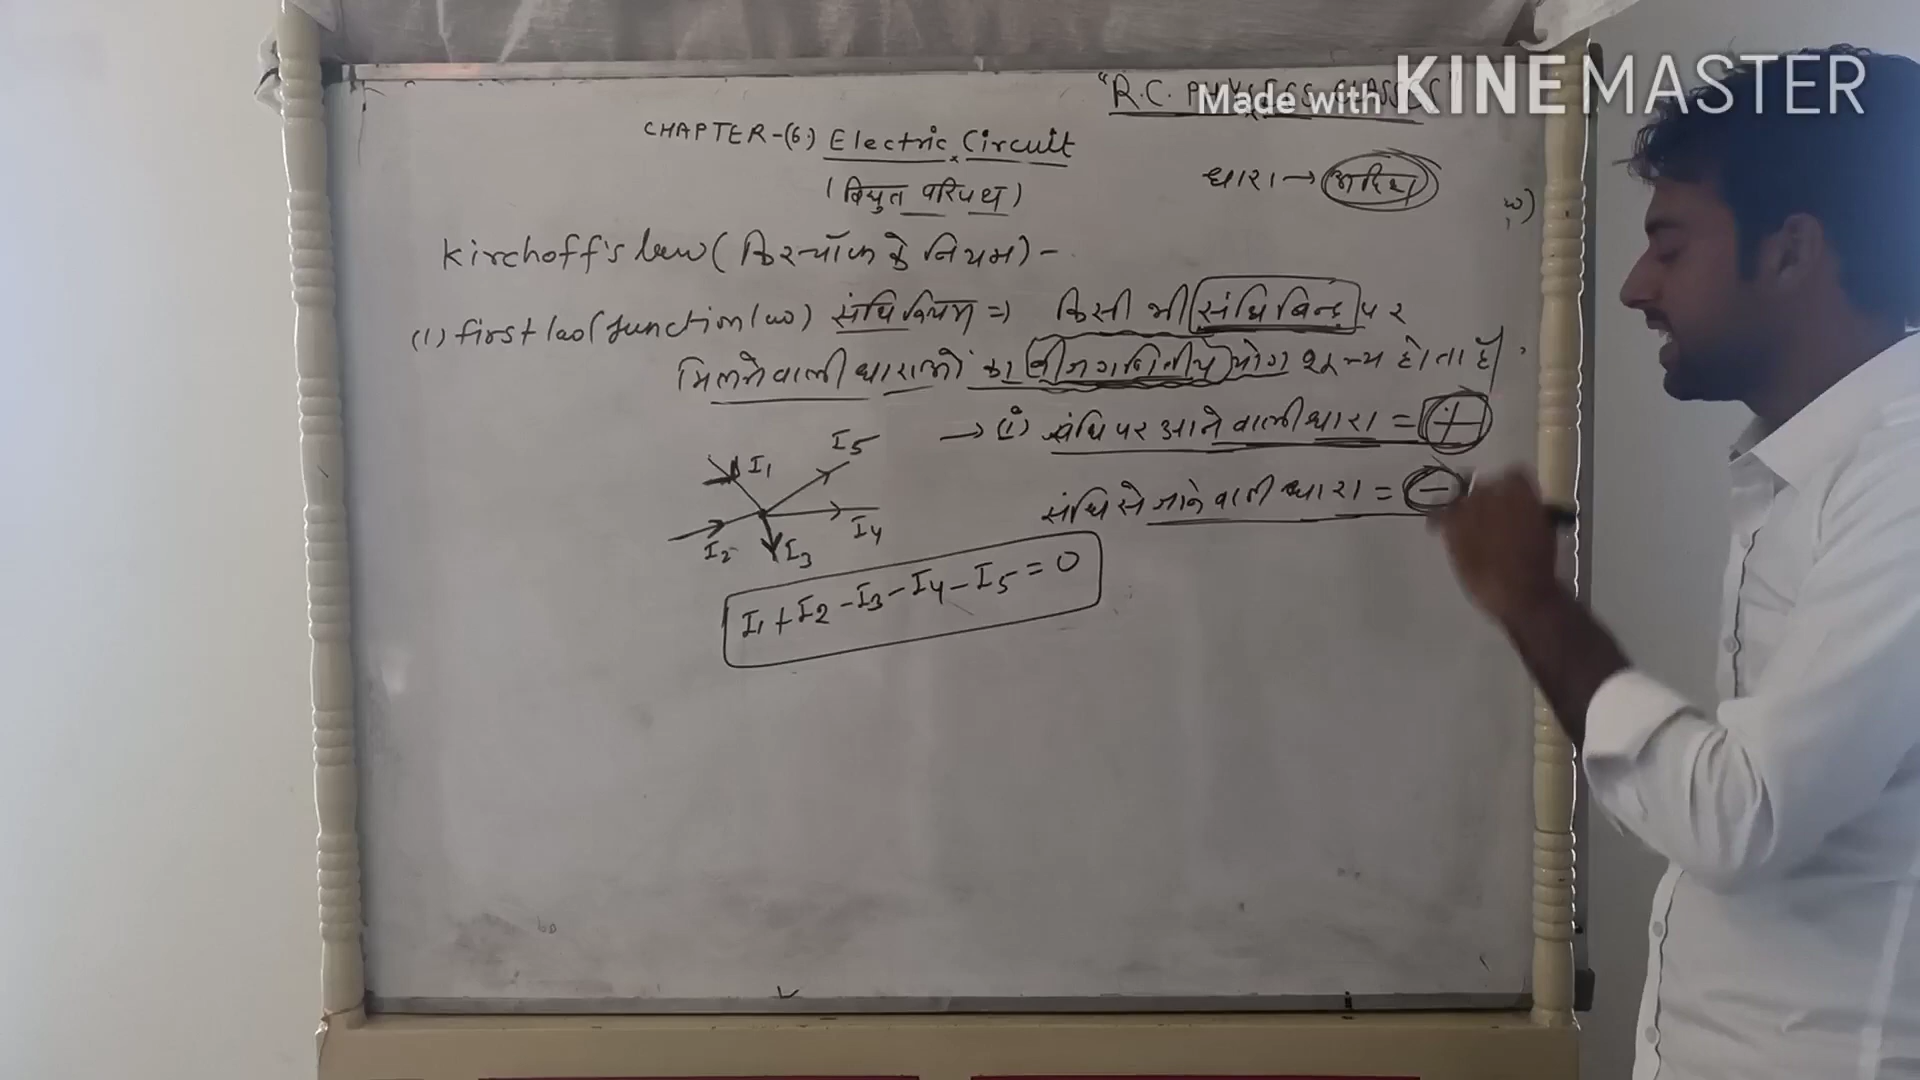 "R.C. PHYSICS CLASSES"
Made with KINEMASTER
CHAPTER-(6.) Electric Circuit
(विद्युत परिपथ)
धारा → अदिश
Kirchoff's law (किरचॉफ के नियम) -
(1) first law (Junction law) संधि नियम => किसी भी संधि बिन्दु पर
मिलने वाली धाराओं का बीजगणितीय योग शून्य होता है
→ (i) संधि पर आने वाली धारा = +
संधि से जाने वाली धारा = -
I5
I1
I4
I2
I3
I1 + I2 - I3 - I4 - I5 = 0